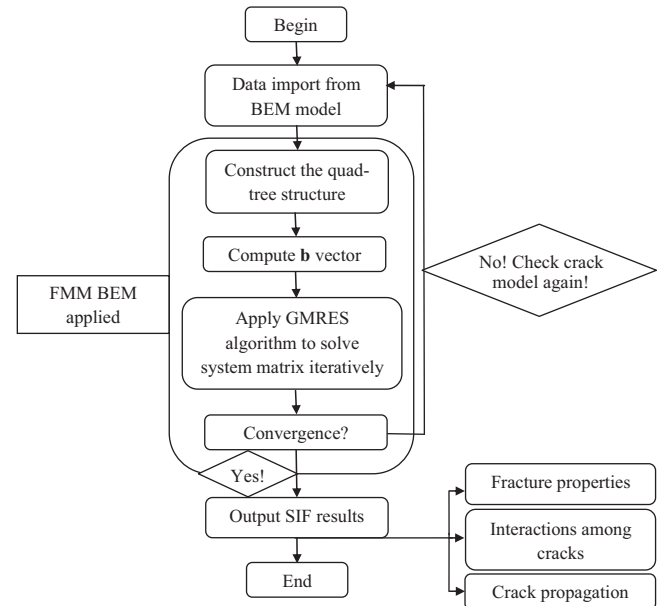 Begin
Data import from
BEM model
Construct the quad-
tree structure
Compute b vector
FMM BEM
applied
No! Check crack
model again!
Apply GMRES
algorithm to solve
system matrix iteratively
Convergence?
Yes!
Output SIF results
Fracture properties
Interactions among
cracks
End
Crack propagation